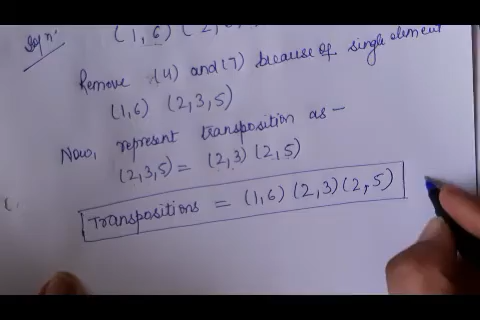 Solⁿ:
(1,6) (2,
Remove (4) and (7) because of single element
(1,6) (2,3,5)
Now, represent transposition as —
(2,3,5) = (2,3) (2,5)
Transpositions = (1,6) (2,3) (2,5)